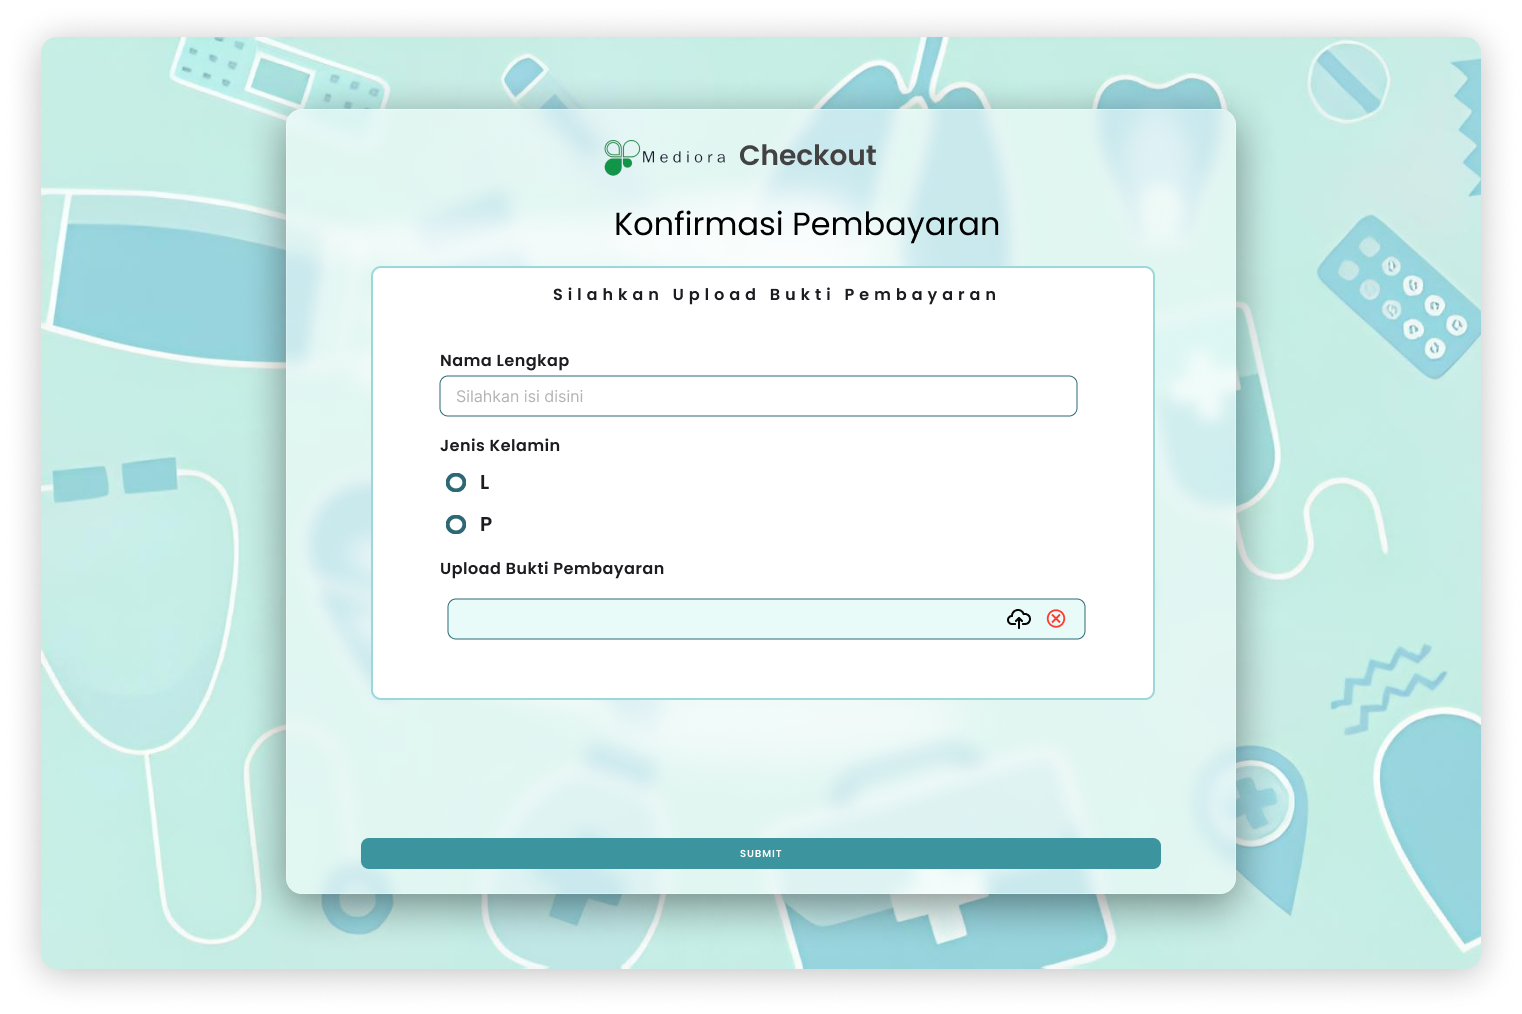 Mediora Checkout
Konfirmasi Pembayaran
Silahkan Upload Bukti Pembayaran
Nama Lengkap
Silahkan isi disini
Jenis Kelamin
L
P
Upload Bukti Pembayaran
SUBMIT